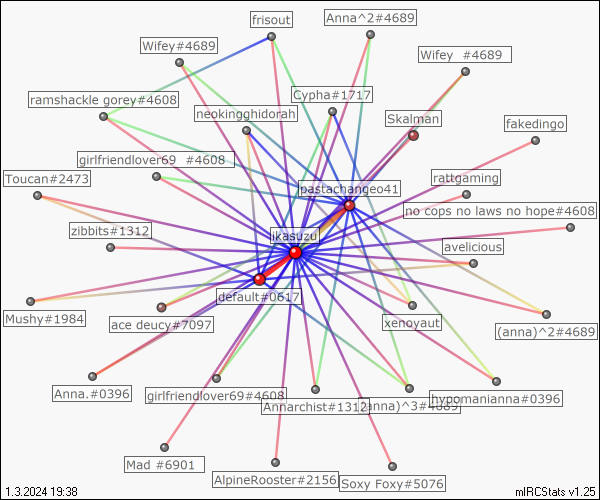 frisout
Anna^2#4689
Wifey#4689
Wifey #4689
ramshackle gorey#4608
Cypha#1717
neokingghidorah
Skalman
fakedingo
girlfriendlover69 #4608
Toucan#2473
rattgaming
pastachangeo41
no cops no laws no hope#4608
zibbits#1312
ikasuzu
avelicious
default#0617
Mushy#1984
ace deucy#7097
xenoyaut
(anna)^2#4689
Anna.#0396
girlfriendlover69#4608
Annarchist#1312
anna)^3#4689
hypomanianna#0396
Mad #6901
AlpineRooster#2156
Soxy Foxy#5076
1.3.2024 19:38
mIRCStats v1.25